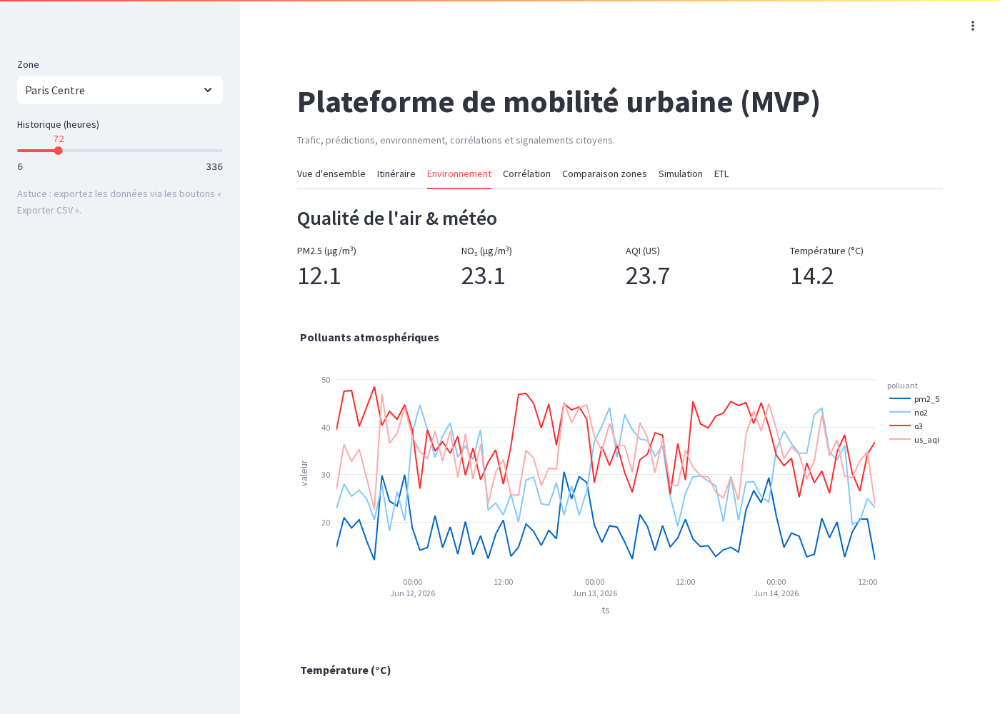 Zone
Paris Centre
Historique (heures)
72
6 336
Astuce : exportez les données via les boutons «
Exporter CSV ».
Plateforme de mobilité urbaine (MVP)
Trafic, prédictions, environnement, corrélations et signalements citoyens.
Vue d'ensemble Itinéraire Environnement Corrélation Comparaison zones Simulation ETL
Qualité de l'air & météo
PM2.5 (µg/m³) NO₂ (µg/m³) AQI (US) Température (°C)
12.1 23.1 23.7 14.2
Polluants atmosphériques
50
40
30
20
valeur
00:00 12:00 00:00 12:00 00:00 12:00
Jun 12, 2026 Jun 13, 2026 Jun 14, 2026
ts
polluant
pm2_5
no2
o3
us_aqi
Température (°C)